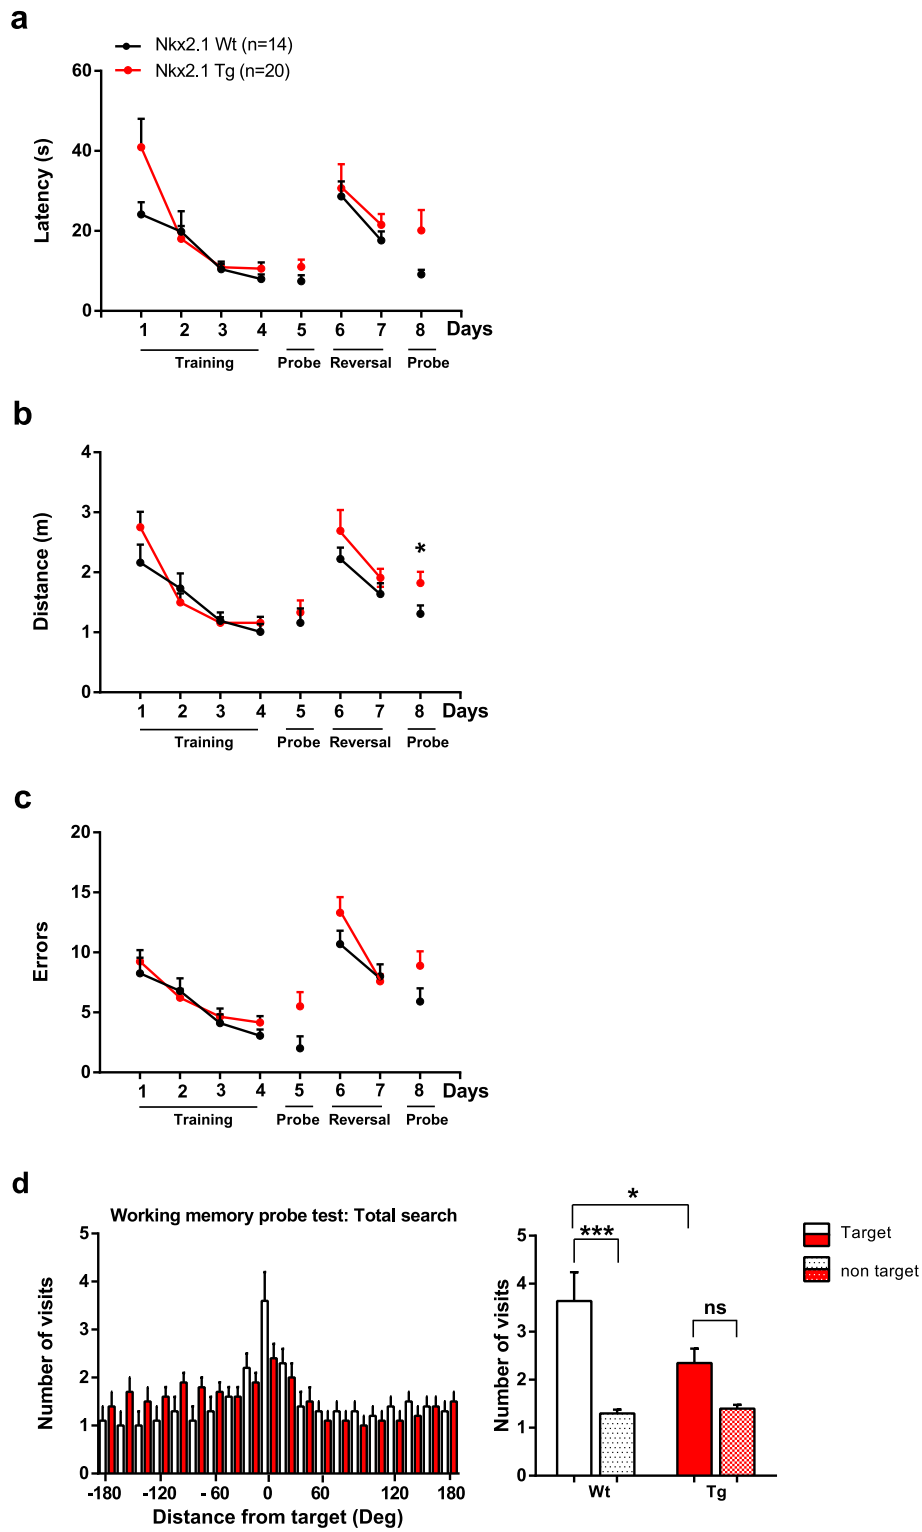 a
Nkx2.1 Wt (n=14)
Nkx2.1 Tg (n=20)
60
40
20
0
Latency (s)
1 2 3 4 5 6 7 8 Days
Training Probe Reversal Probe
b
4
3
2
1
0
Distance (m)
*
1 2 3 4 5 6 7 8 Days
Training Probe Reversal Probe
c
20
15
10
5
0
Errors
1 2 3 4 5 6 7 8 Days
Training Probe Reversal Probe
d
Working memory probe test: Total search
5
4
3
2
1
0
Number of visits
-180 -120 - 60 0 60 120 180
Distance from target (Deg)
*
***
ns
5
4
3
2
1
0
Number of visits
Wt Tg
Target
non target